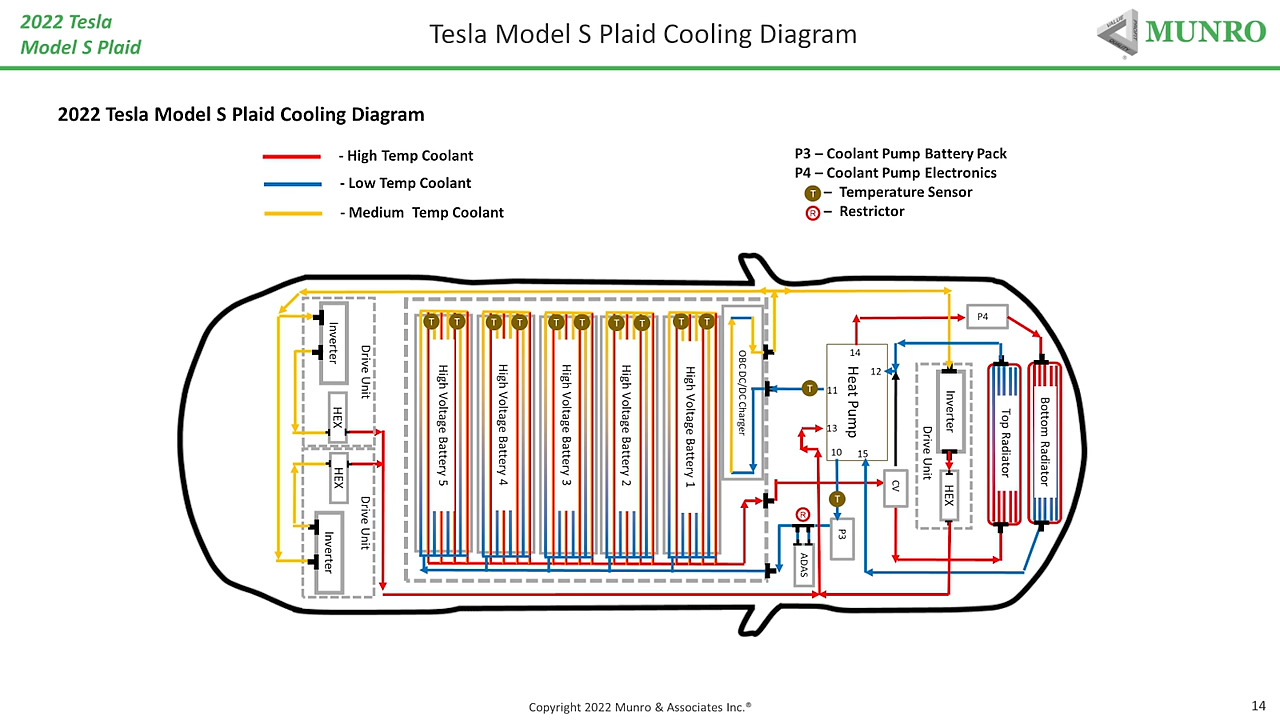 2022 Tesla
Model S Plaid
Tesla Model S Plaid Cooling Diagram
VALUE
PROFIT
QUALITY
®
MUNRO
2022 Tesla Model S Plaid Cooling Diagram
- High Temp Coolant
- Low Temp Coolant
- Medium  Temp Coolant
P3 – Coolant Pump Battery Pack
P4 – Coolant Pump Electronics
T – Temperature Sensor
R – Restrictor
Inverter
Drive Unit
HEX
HEX
Drive Unit
Inverter
T T T T T T T T T T
High Voltage Battery 5
High Voltage Battery 4
High Voltage Battery 3
High Voltage Battery 2
High Voltage Battery 1
OBC DC/DC Charger
T
T
R
ADAS
P3
14
12
11
13
10
15
Heat Pump
CV
P4
Inverter
Drive Unit
HEX
Top Radiator
Bottom Radiator
Copyright 2022 Munro & Associates Inc.®
14